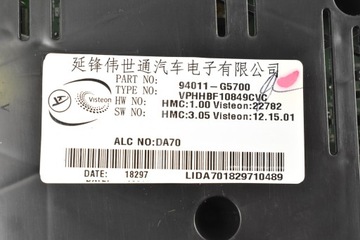 延锋伟世通汽车电子有限公司
PART NO: 94011-G5700
TYPE NO: VPHHBF10849CVC
HW NO: HMC:1.00 Visteon:22782
SW NO: HMC:3.05 Visteon: 12.15.01
Visteon
ALC NO:DA70
DATE: 18297 LIDA701829710489